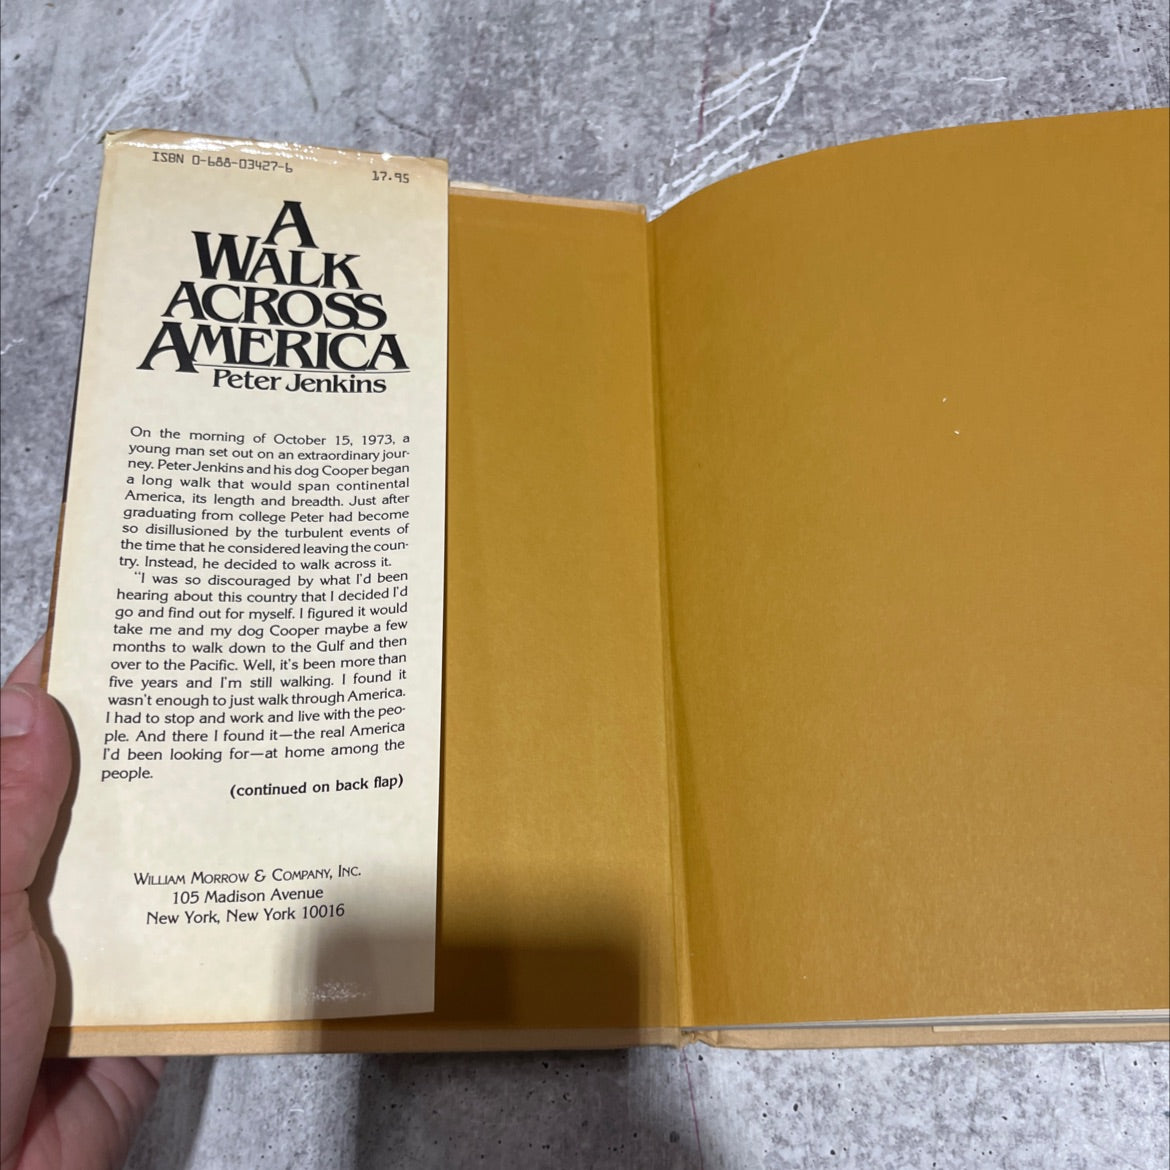 ISBN 0-688-03427-6
17.95
A
WALK
ACROSS
AMERICA
Peter Jenkins
On the morning of October 15, 1973, a
young man set out on an extraordinary jour-
ney. Peter Jenkins and his dog Cooper began
a long walk that would span continental
America, its length and breadth. Just after
graduating from college Peter had become
so disillusioned by the turbulent events of
the time that he considered leaving the coun-
try. Instead, he decided to walk across it.
"I was so discouraged by what I'd been
hearing about this country that I decided I'd
go and find out for myself. I figured it would
take me and my dog Cooper maybe a few
months to walk down to the Gulf and then
over to the Pacific. Well, it's been more than
five years and I'm still walking. I found it
wasn't enough to just walk through America.
I had to stop and work and live with the peo-
ple. And there I found it—the real America
I'd been looking for—at home among the
people.
(continued on back flap)
WILLIAM MORROW & COMPANY, INC.
105 Madison Avenue
New York, New York 10016